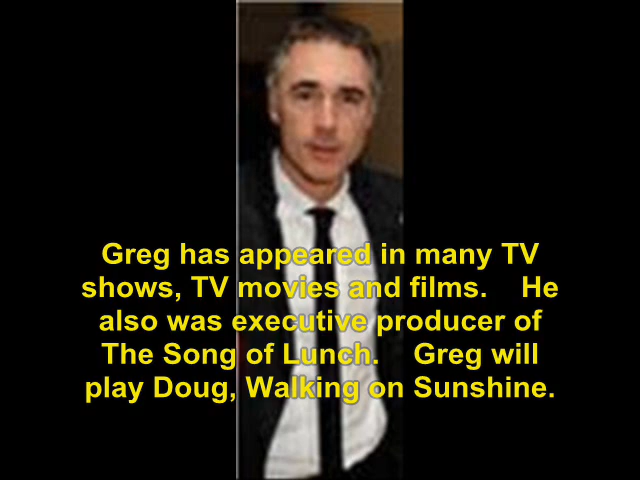 Greg has appeared in many TV
shows, TV movies and films.    He
also was executive producer of
The Song of Lunch.    Greg will
play Doug, Walking on Sunshine.